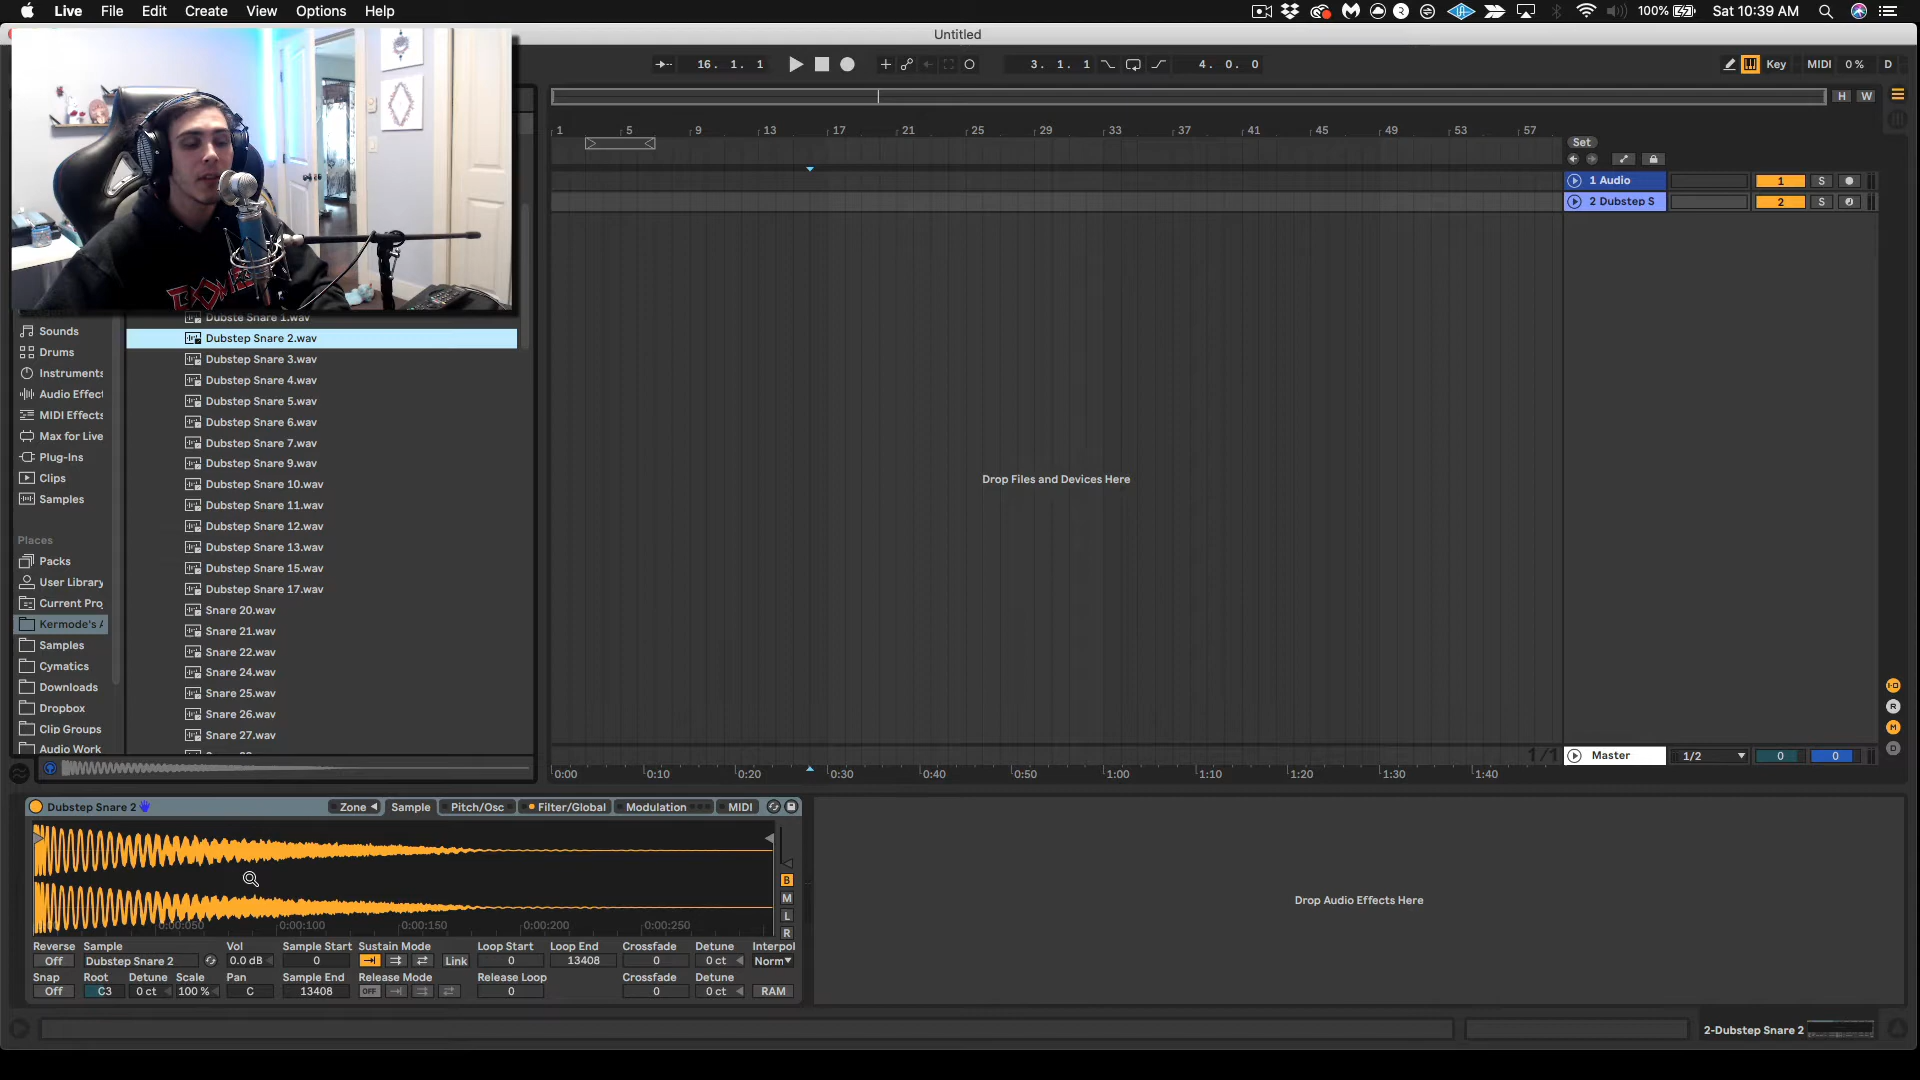 Live File Edit Create View Options Help 100% Sat 10:39 AM
Untitled
16. 1. 1 3. 1. 1 4. 0. 0 Key MIDI 0 % D
H W
1 5 9 13 17 21 25 29 33 37 41 45 49 53 57
Set
1 Audio 1 S
2 Dubstep S 2 S
Drop Files and Devices Here
Sounds
Drums
Instruments
Audio Effect
MIDI Effects
Max for Live
Plug-Ins
Clips
Samples
Places
Packs
User Library
Current Pro
Kermode's A
Samples
Cymatics
Downloads
Dropbox
Clip Groups
Audio Work
Dubstep Snare 2.wav
Dubstep Snare 3.wav
Dubstep Snare 4.wav
Dubstep Snare 5.wav
Dubstep Snare 6.wav
Dubstep Snare 7.wav
Dubstep Snare 9.wav
Dubstep Snare 10.wav
Dubstep Snare 11.wav
Dubstep Snare 12.wav
Dubstep Snare 13.wav
Dubstep Snare 15.wav
Dubstep Snare 17.wav
Snare 20.wav
Snare 21.wav
Snare 22.wav
Snare 24.wav
Snare 25.wav
Snare 26.wav
Snare 27.wav
1/1
Master 1/2 0 0
0:00 0:10 0:20 0:30 0:40 0:50 1:00 1:10 1:20 1:30 1:40
R
M
D
Dubstep Snare 2 Zone Sample Pitch/Osc Filter/Global Modulation MIDI
B
M
L
R
0:00:050 0:00:100 0:00:150 0:00:200 0:00:250
Reverse Sample Vol Sample Start Sustain Mode Loop Start Loop End Crossfade Detune Interpol
Off Dubstep Snare 2 0.0 dB 0 Link 0 13408 0 0 ct Norm
Snap Root Detune Scale Pan Sample End Release Mode Release Loop Crossfade Detune
Off C3 0 ct 100 % C 13408 OFF 0 0 0 ct RAM
Drop Audio Effects Here
2-Dubstep Snare 2